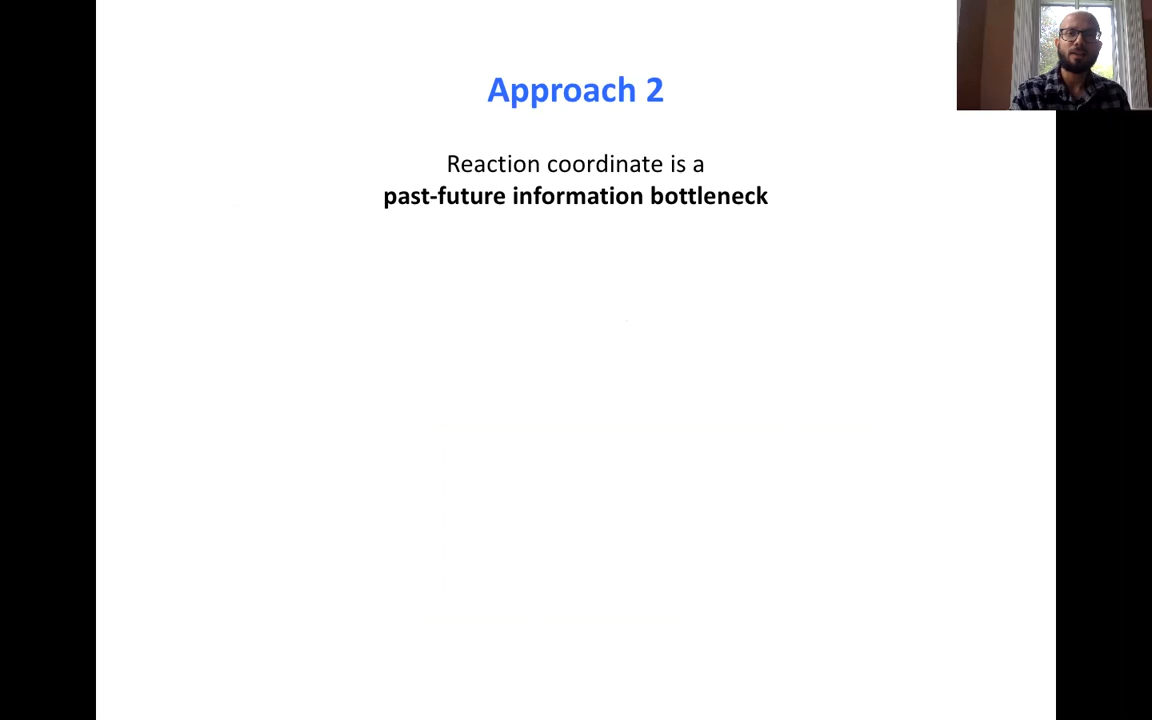 Approach 2
Reaction coordinate is a
past-future information bottleneck